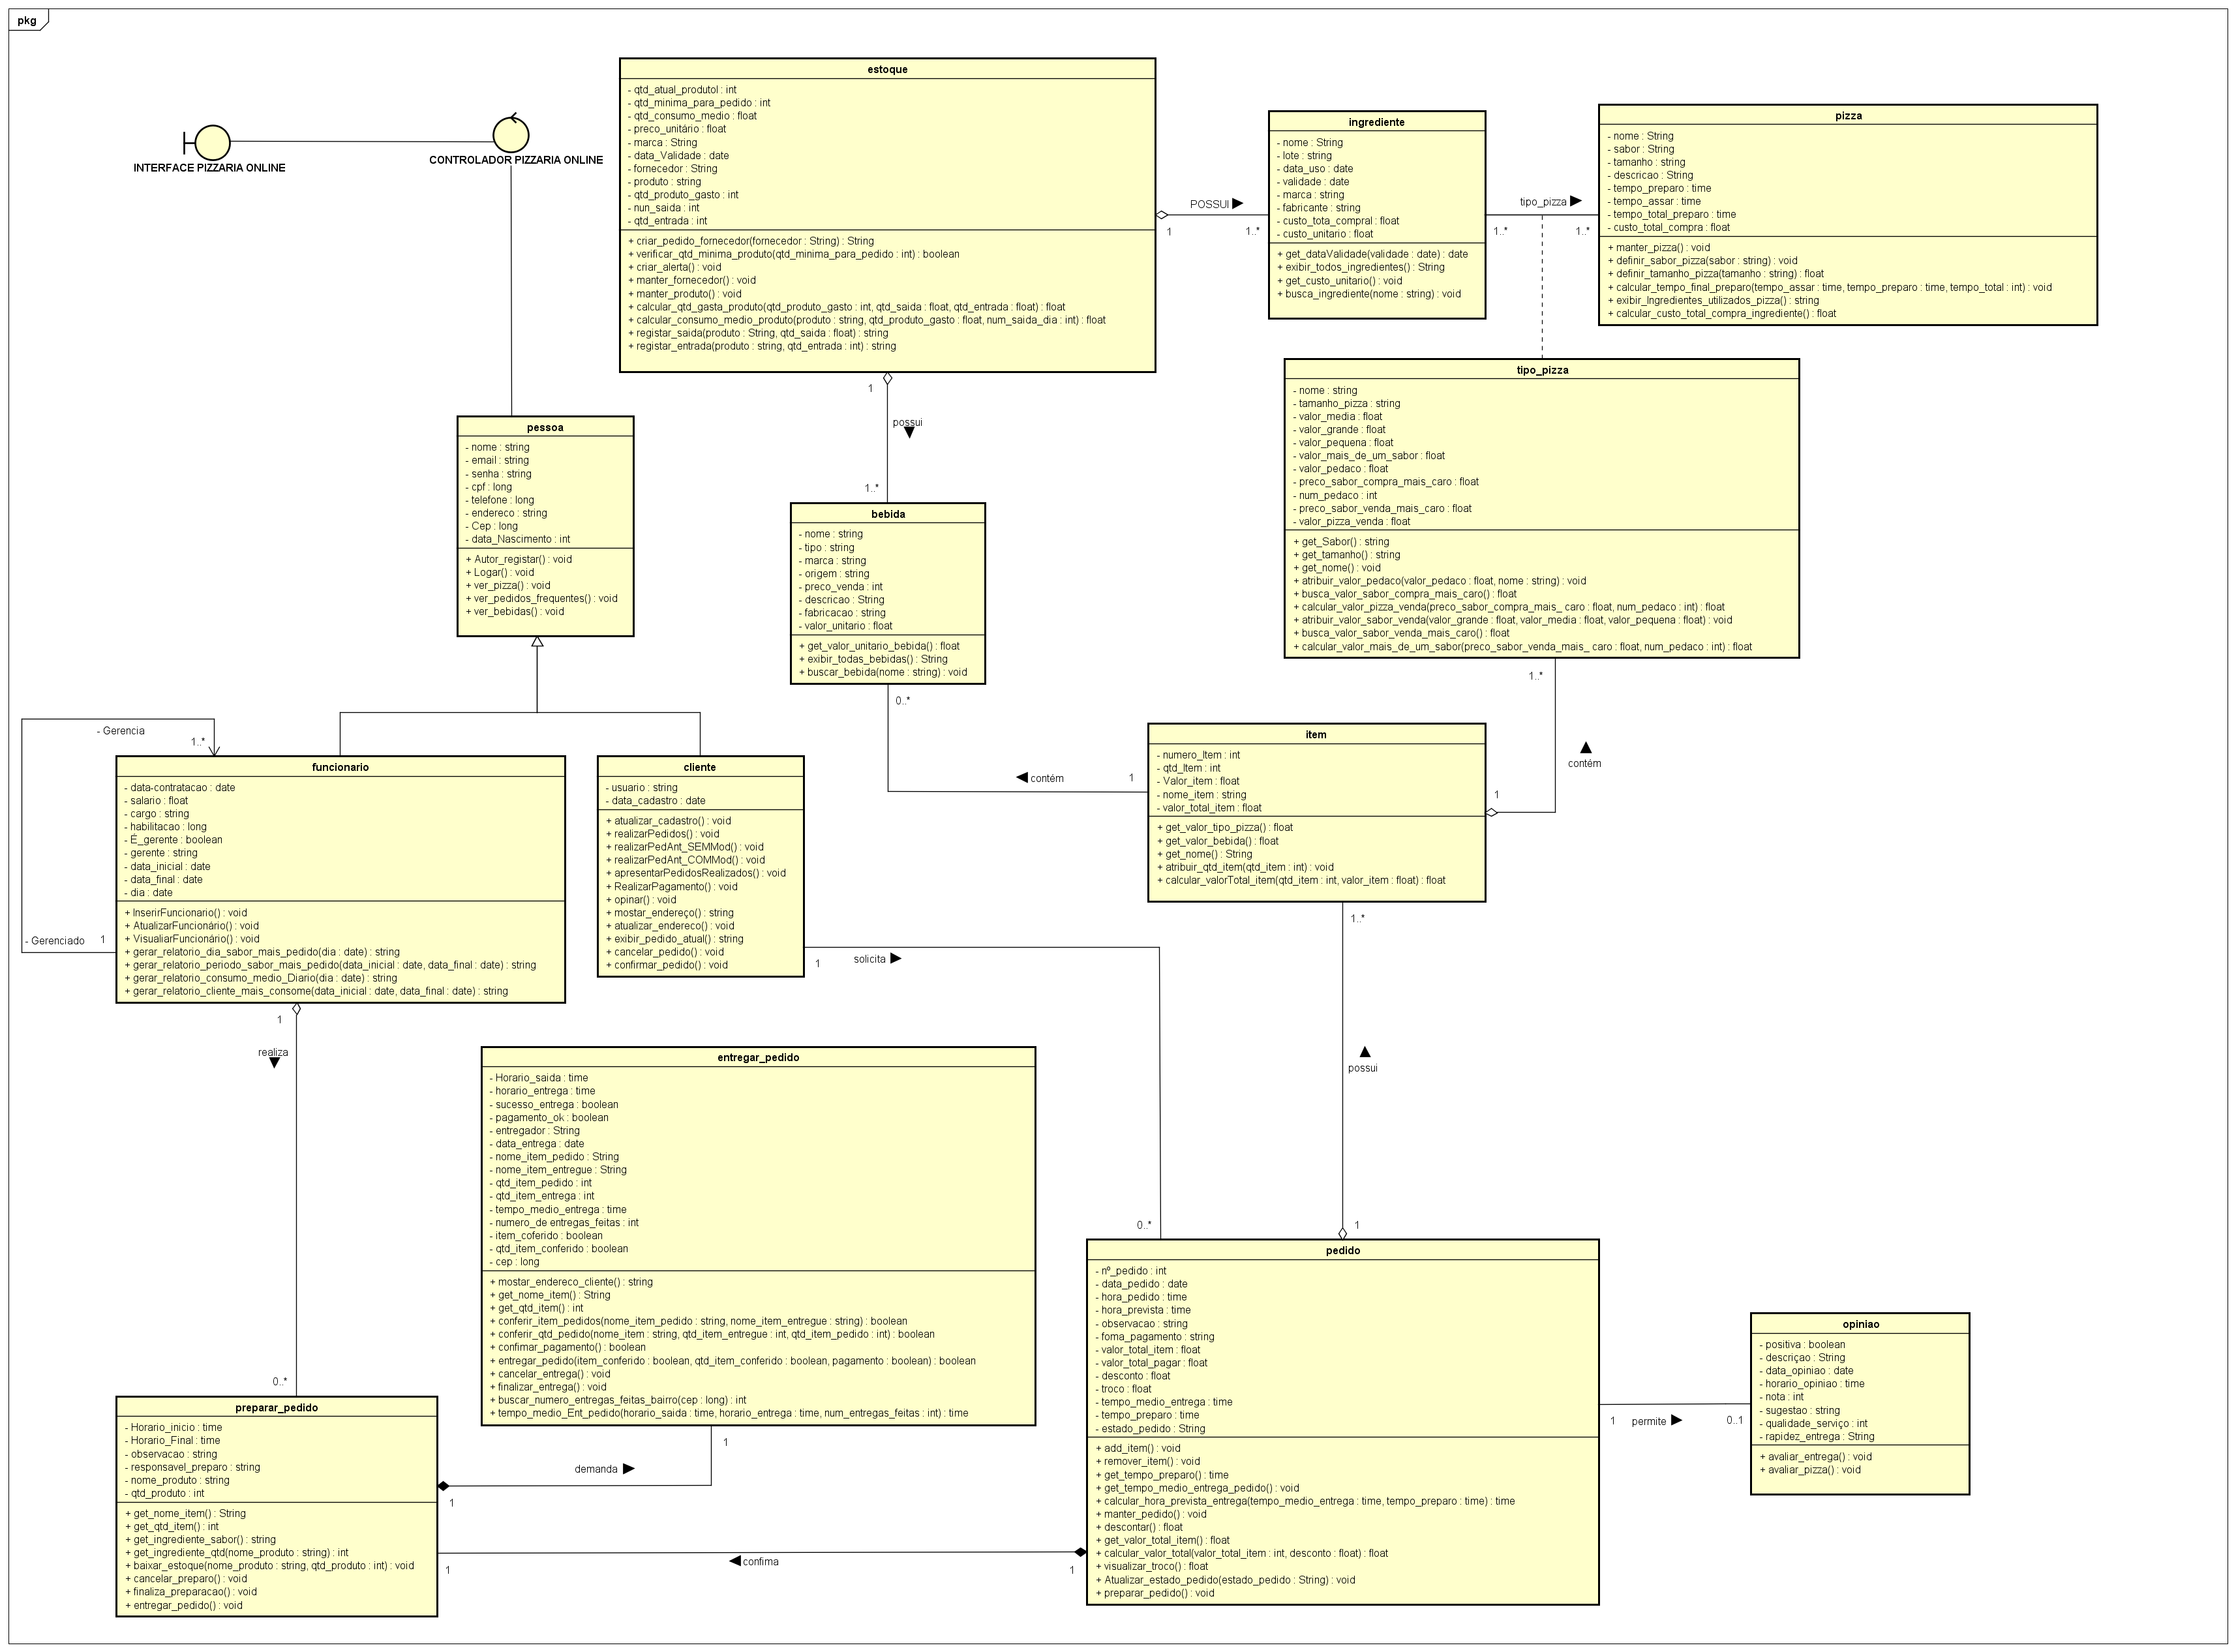 pkg
INTERFACE PIZZARIA ONLINE
CONTROLADOR PIZZARIA ONLINE
estoque
- qtd_atual_produtol : int
- qtd_minima_para_pedido : int
- qtd_consumo_medio : float
- preco_unitário : float
- marca : String
- data_Validade : date
- fornecedor : String
- produto : string
- qtd_produto_gasto : int
- nun_saida : int
- qtd_entrada : int
+ criar_pedido_fornecedor(fornecedor : String) : String
+ verificar_qtd_minima_produto(qtd_minima_para_pedido : int) : boolean
+ criar_alerta() : void
+ manter_fornecedor() : void
+ manter_produto() : void
+ calcular_qtd_gasta_produto(qtd_produto_gasto : int, qtd_saida : float, qtd_entrada : float) : float
+ calcular_consumo_medio_produto(produto : string, qtd_produto_gasto : float, num_saida_dia : int) : float
+ registar_saida(produto : String, qtd_saida : float) : string
+ registar_entrada(produto : string, qtd_entrada : int) : string
POSSUI
1
1..*
ingrediente
- nome : String
- lote : string
- data_uso : date
- validade : date
- marca : string
- fabricante : string
- custo_tota_compral : float
- custo_unitario : float
+ get_dataValidade(validade : date) : date
+ exibir_todos_ingredientes() : String
+ get_custo_unitario() : void
+ busca_ingrediente(nome : string) : void
tipo_pizza
1..*
1..*
pizza
- nome : String
- sabor : String
- tamanho : string
- descricao : String
- tempo_preparo : time
- tempo_assar : time
- tempo_total_preparo : time
- custo_total_compra : float
+ manter_pizza() : void
+ definir_sabor_pizza(sabor : string) : void
+ definir_tamanho_pizza(tamanho : string) : float
+ calcular_tempo_final_preparo(tempo_assar : time, tempo_preparo : time, tempo_total : int) : void
+ exibir_Ingredientes_utilizados_pizza() : string
+ calcular_custo_total_compra_ingrediente() : float
tipo_pizza
- nome : string
- tamanho_pizza : string
- valor_media : float
- valor_grande : float
- valor_pequena : float
- valor_mais_de_um_sabor : float
- valor_pedaco : float
- preco_sabor_compra_mais_caro : float
- num_pedaco : int
- preco_sabor_venda_mais_caro : float
- valor_pizza_venda : float
+ get_Sabor() : string
+ get_tamanho() : string
+ get_nome() : void
+ atribuir_valor_pedaco(valor_pedaco : float, nome : string) : void
+ busca_valor_sabor_compra_mais_caro() : float
+ calcular_valor_pizza_venda(preco_sabor_compra_mais_ caro : float, num_pedaco : int) : float
+ atribuir_valor_sabor_venda(valor_grande : float, valor_media : float, valor_pequena : float) : void
+ busca_valor_sabor_venda_mais_caro() : float
+ calcular_valor_mais_de_um_sabor(preco_sabor_venda_mais_ caro : float, num_pedaco : int) : float
1
possui
1..*
pessoa
- nome : string
- email : string
- senha : string
- cpf : long
- telefone : long
- endereco : string
- Cep : long
- data_Nascimento : int
+ Autor_registar() : void
+ Logar() : void
+ ver_pizza() : void
+ ver_pedidos_frequentes() : void
+ ver_bebidas() : void
bebida
- nome : string
- tipo : string
- marca : string
- origem : string
- preco_venda : int
- descricao : String
- fabricacao : string
- valor_unitario : float
+ get_valor_unitario_bebida() : float
+ exibir_todas_bebidas() : String
+ buscar_bebida(nome : string) : void
0..*
contém
1
1..*
contém
1
item
- numero_Item : int
- qtd_Item : int
- Valor_item : float
- nome_item : string
- valor_total_item : float
+ get_valor_tipo_pizza() : float
+ get_valor_bebida() : float
+ get_nome() : String
+ atribuir_qtd_item(qtd_item : int) : void
+ calcular_valorTotal_item(qtd_item : int, valor_item : float) : float
- Gerencia
1..*
- Gerenciado
1
funcionario
- data-contratacao : date
- salario : float
- cargo : string
- habilitacao : long
- É_gerente : boolean
- gerente : string
- data_inicial : date
- data_final : date
- dia : date
+ InserirFuncionario() : void
+ AtualizarFuncionário() : void
+ VisualiarFuncionário() : void
+ gerar_relatorio_dia_sabor_mais_pedido(dia : date) : string
+ gerar_relatorio_periodo_sabor_mais_pedido(data_inicial : date, data_final : date) : string
+ gerar_relatorio_consumo_medio_Diario(dia : date) : string
+ gerar_relatorio_cliente_mais_consome(data_inicial : date, data_final : date) : string
cliente
- usuario : string
- data_cadastro : date
+ atualizar_cadastro() : void
+ realizarPedidos() : void
+ realizarPedAnt_SEMMod() : void
+ realizarPedAnt_COMMod() : void
+ apresentarPedidosRealizados() : void
+ RealizarPagamento() : void
+ opinar() : void
+ mostar_endereço() : string
+ atualizar_endereco() : void
+ exibir_pedido_atual() : string
+ cancelar_pedido() : void
+ confirmar_pedido() : void
1
solicita
0..*
1..*
possui
1
1
realiza
0..*
entregar_pedido
- Horario_saida : time
- horario_entrega : time
- sucesso_entrega : boolean
- pagamento_ok : boolean
- entregador : String
- data_entrega : date
- nome_item_pedido : String
- nome_item_entregue : String
- qtd_item_pedido : int
- qtd_item_entrega : int
- tempo_medio_entrega : time
- numero_de entregas_feitas : int
- item_coferido : boolean
- qtd_item_conferido : boolean
- cep : long
+ mostar_endereco_cliente() : string
+ get_nome_item() : String
+ get_qtd_item() : int
+ conferir_item_pedidos(nome_item_pedido : string, nome_item_entregue : string) : boolean
+ conferir_qtd_pedido(nome_item : string, qtd_item_entregue : int, qtd_item_pedido : int) : boolean
+ confimar_pagamento() : boolean
+ entregar_pedido(item_conferido : boolean, qtd_item_conferido : boolean, pagamento : boolean) : boolean
+ cancelar_entrega() : void
+ finalizar_entrega() : void
+ buscar_numero_entregas_feitas_bairro(cep : long) : int
+ tempo_medio_Ent_pedido(horario_saida : time, horario_entrega : time, num_entregas_feitas : int) : time
1
demanda
1
preparar_pedido
- Horario_inicio : time
- Horario_Final : time
- observacao : string
- responsavel_preparo : string
- nome_produto : string
- qtd_produto : int
+ get_nome_item() : String
+ get_qtd_item() : int
+ get_ingrediente_sabor() : string
+ get_ingrediente_qtd(nome_produto : string) : int
+ baixar_estoque(nome_produto : string, qtd_produto : int) : void
+ cancelar_preparo() : void
+ finaliza_preparacao() : void
+ entregar_pedido() : void
1
confima
1
pedido
- nº_pedido : int
- data_pedido : date
- hora_pedido : time
- hora_prevista : time
- observacao : string
- foma_pagamento : string
- valor_total_item : float
- valor_total_pagar : float
- desconto : float
- troco : float
- tempo_medio_entrega : time
- tempo_preparo : time
- estado_pedido : String
+ add_item() : void
+ remover_item() : void
+ get_tempo_preparo() : time
+ get_tempo_medio_entrega_pedido() : void
+ calcular_hora_prevista_entrega(tempo_medio_entrega : time, tempo_preparo : time) : time
+ manter_pedido() : void
+ descontar() : float
+ get_valor_total_item() : float
+ calcular_valor_total(valor_total_item : int, desconto : float) : float
+ visualizar_troco() : float
+ Atualizar_estado_pedido(estado_pedido : String) : void
+ preparar_pedido() : void
1
permite
0..1
opiniao
- positiva : boolean
- descriçao : String
- data_opiniao : date
- horario_opiniao : time
- nota : int
- sugestao : string
- qualidade_serviço : int
- rapidez_entrega : String
+ avaliar_entrega() : void
+ avaliar_pizza() : void